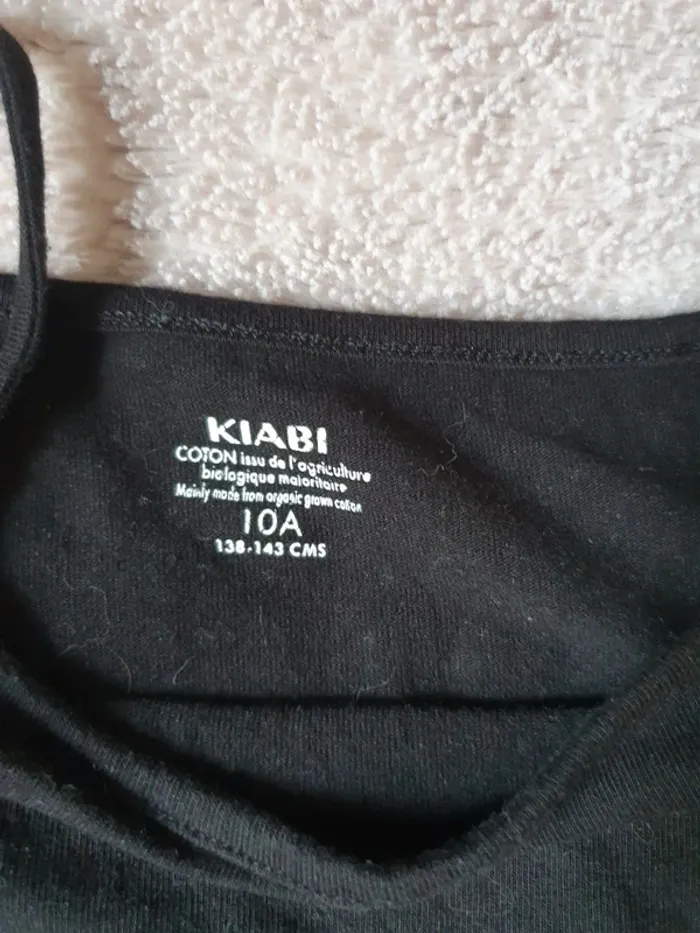 KIABI
COTON issu de l'agriculture
biologique majoritaire
Mainly made from organic grown cotton
10A
138-143 CMS